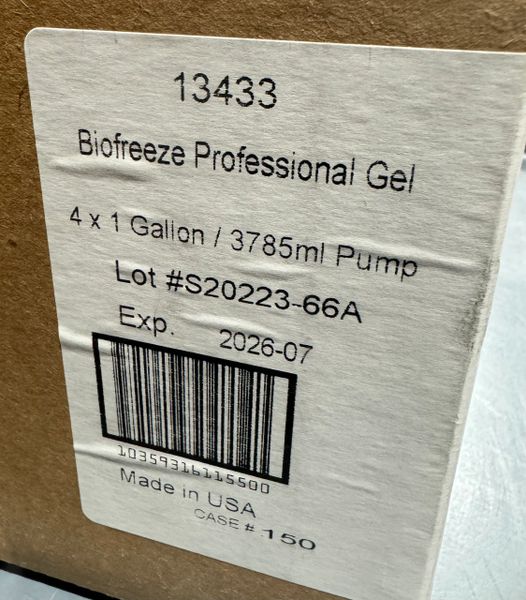 13433
Biofreeze Professional Gel
4 x 1 Gallon / 3785ml Pump
Lot #S20223-66A
Exp. 2026-07
10359316115500
Made in USA
CASE # 150